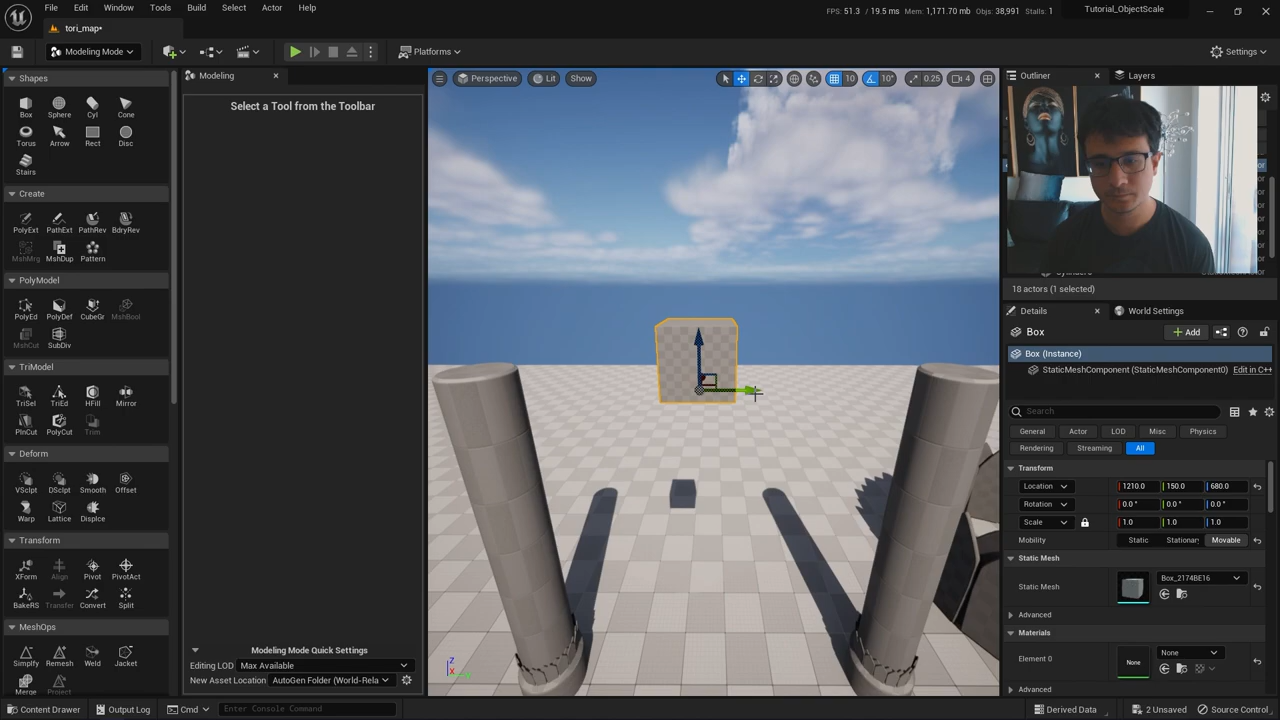 File Edit Window Tools Build Select Actor Help
FPS: 51.3 / 19.5 ms Mem: 1,171.70 mb Objs: 38,991 Stalls: 1
Tutorial_ObjectScale
tori_map•
Modeling Mode
Platforms
Settings
Shapes
Box Sphere Cyl Cone
Torus Arrow Rect Disc
Stairs
Create
PolyExt PathExt PathRev BdryRev
MshMrg MshDup Pattern
PolyModel
PolyEd PolyDef CubeGr MshBool
MshCut SubDiv
TriModel
TriSel TriEd HFill Mirror
PlnCut PolyCut Trim
Deform
VSclpt DSclpt Smooth Offset
Warp Lattice Displce
Transform
XForm Align Pivot PivotAct
BakeRS Transfer Convert Split
MeshOps
Simplfy Remesh Weld Jacket
Merge Project
Modeling
Select a Tool from the Toolbar
Modeling Mode Quick Settings
Editing LOD Max Available
New Asset Location AutoGen Folder (World-Rela
Perspective Lit Show
10 10° 0.25 4
Z
X
Y
Outliner Layers
18 actors (1 selected)
Details World Settings
Box
Add
Box (Instance)
StaticMeshComponent (StaticMeshComponent0) Edit in C++
Search
General Actor LOD Misc Physics
Rendering Streaming All
Transform
Location 1210.0 150.0 680.0
Rotation 0.0° 0.0° 0.0°
Scale 1.0 1.0 1.0
Mobility Static Stationary Movable
Static Mesh
Static Mesh Box_2174BE16
Advanced
Materials
Element 0 None None
Advanced
Content Drawer Output Log Cmd Enter Console Command
Derived Data 2 Unsaved Source Control